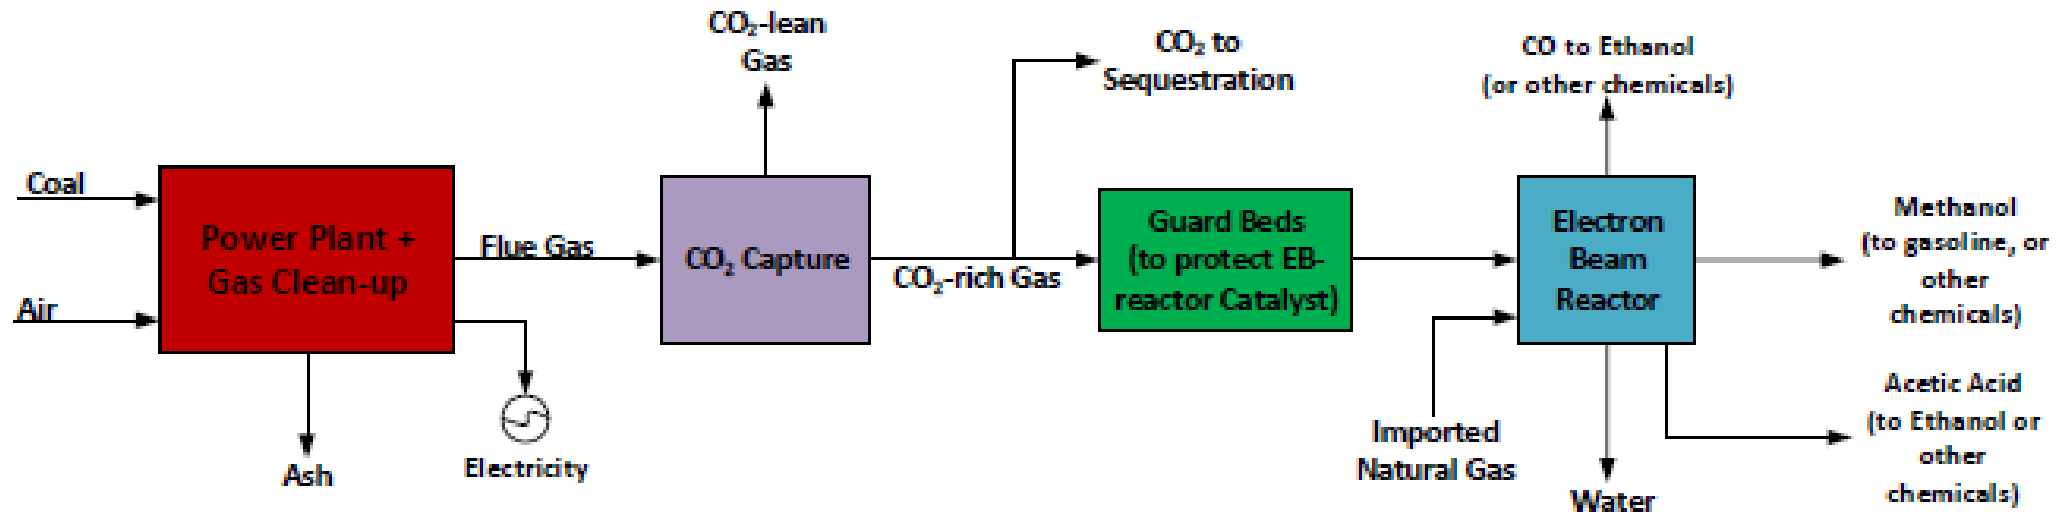 CO₂-lean
Gas
CO₂ to
Sequestration
CO to Ethanol
(or other chemicals)
Coal
Air
Power Plant +
Gas Clean-up
Flue Gas
CO₂ Capture
CO₂-rich Gas
Guard Beds
(to protect EB-
reactor Catalyst)
Electron
Beam
Reactor
Methanol
(to gasoline, or
other
chemicals)
Acetic Acid
(to Ethanol or
other
chemicals)
Ash
Electricity
Imported
Natural Gas
Water